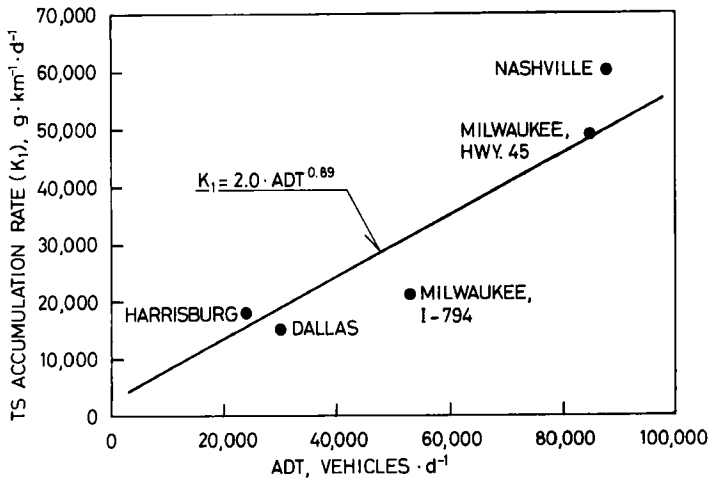 TS ACCUMULATION RATE (K₁), g·km⁻¹·d⁻¹
70,000
60,000
50,000
40,000
30,000
20,000
10,000
0
NASHVILLE
MILWAUKEE,
HWY. 45
K₁ = 2.0 · ADT⁰·⁸⁹
HARRISBURG
DALLAS
MILWAUKEE,
I-794
0
20,000
40,000
60,000
80,000
100,000
ADT, VEHICLES · d⁻¹